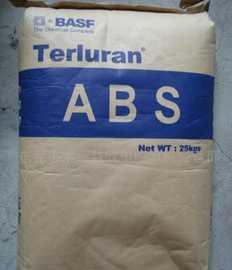 BASF
The Chemical Company
Terluran®
ABS
Net WT : 25kgs